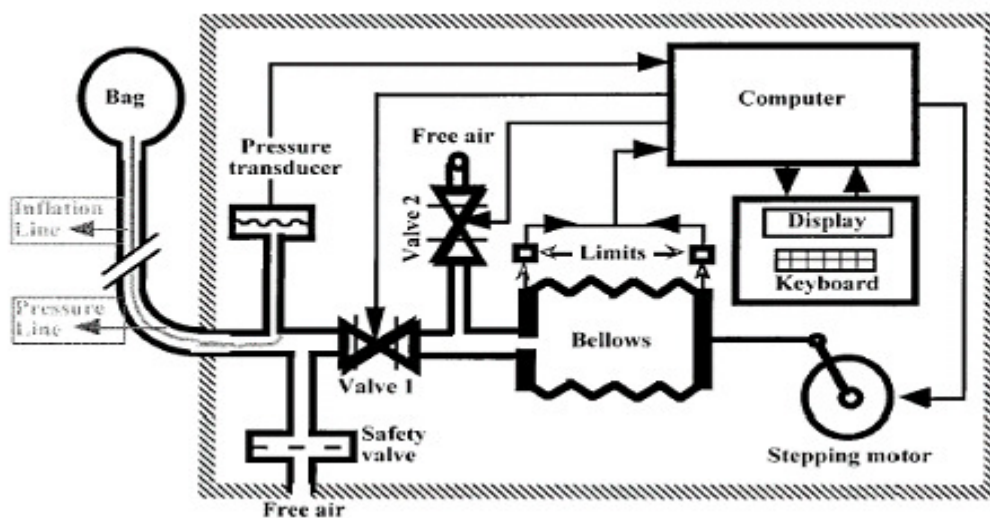 Bag
Computer
Free air
Pressure
transducer
Valve 2
Inflation
Line
Display
Limits
Keyboard
Pressure
Line
Bellows
Valve 1
Safety
valve
Stepping motor
Free air